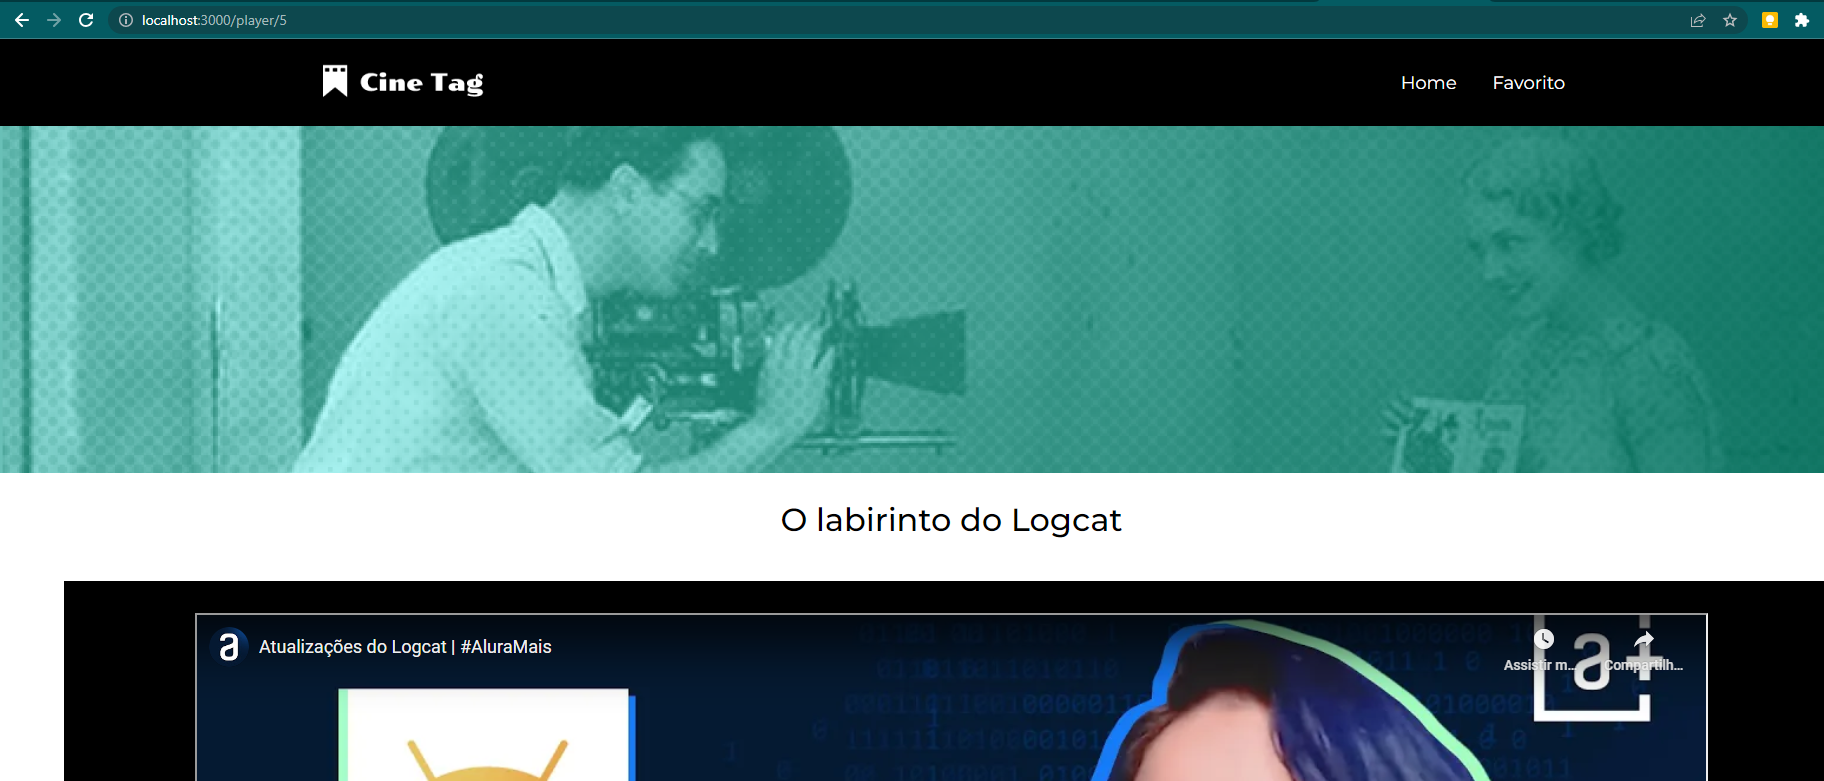 localhost:3000/player/5
Cine Tag
Home
Favorito
O labirinto do Logcat
a
Atualizações do Logcat | #AluraMais
Assistir m...
Compartilh...
a+